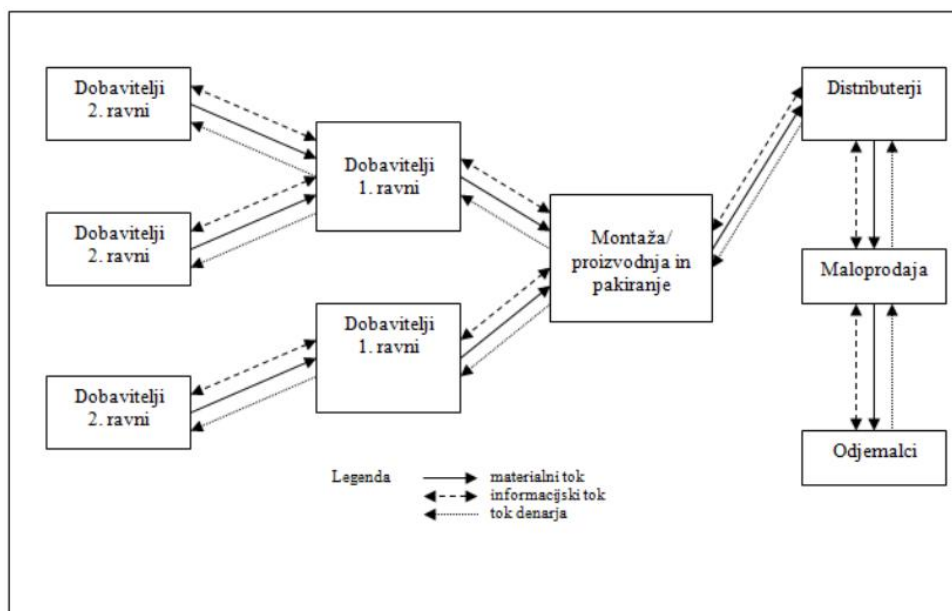 Dobavitelji
2. ravni
Dobavitelji
2. ravni
Dobavitelji
2. ravni
Dobavitelji
1. ravni
Dobavitelji
1. ravni
Montaža/
proizvodnja in
pakiranje
Distributerji
Maloprodaja
Odjemalci
Legenda
materialni tok
informacijski tok
tok denarja